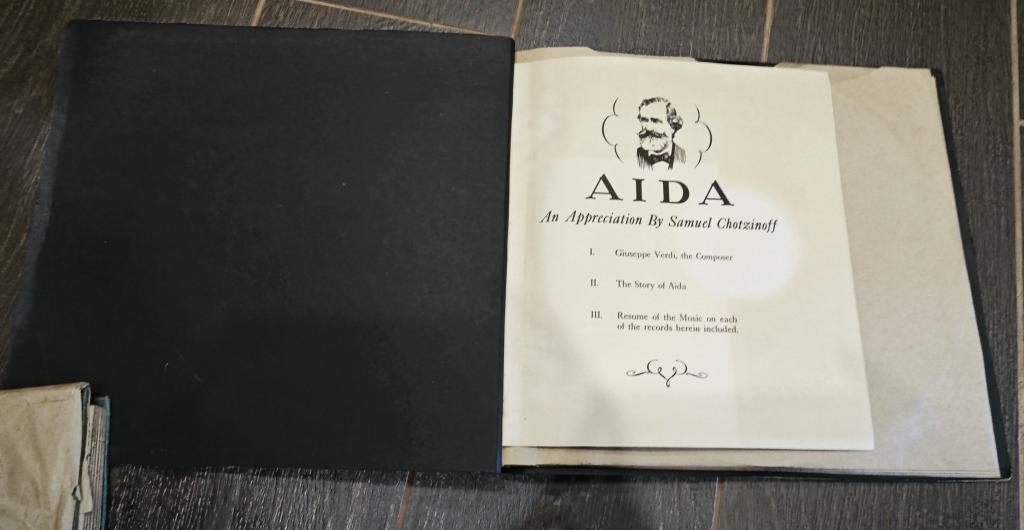 AIDA
An Appreciation By Samuel Chotzinoff
I. Giuseppe Verdi, the Composer
II. The Story of Aida
III. Resume of the Music on each
of the records herein included.